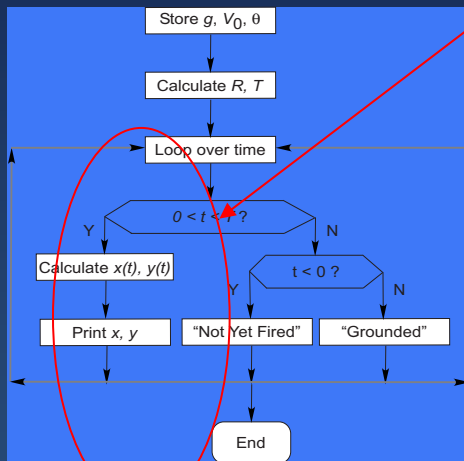 Store g, V₀, θ
Calculate R, T
Loop over time
0 < t < T ?
Y
N
Calculate x(t), y(t)
t < 0 ?
Y
N
Print x, y
“Not Yet Fired”
“Grounded”
End